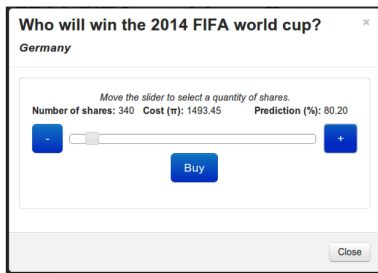 Who will win the 2014 FIFA world cup? ×
Germany
Move the slider to select a quantity of shares.
Number of shares: 340 Cost (π): 1493.45 Prediction (%): 80.20
- +
Buy
Close